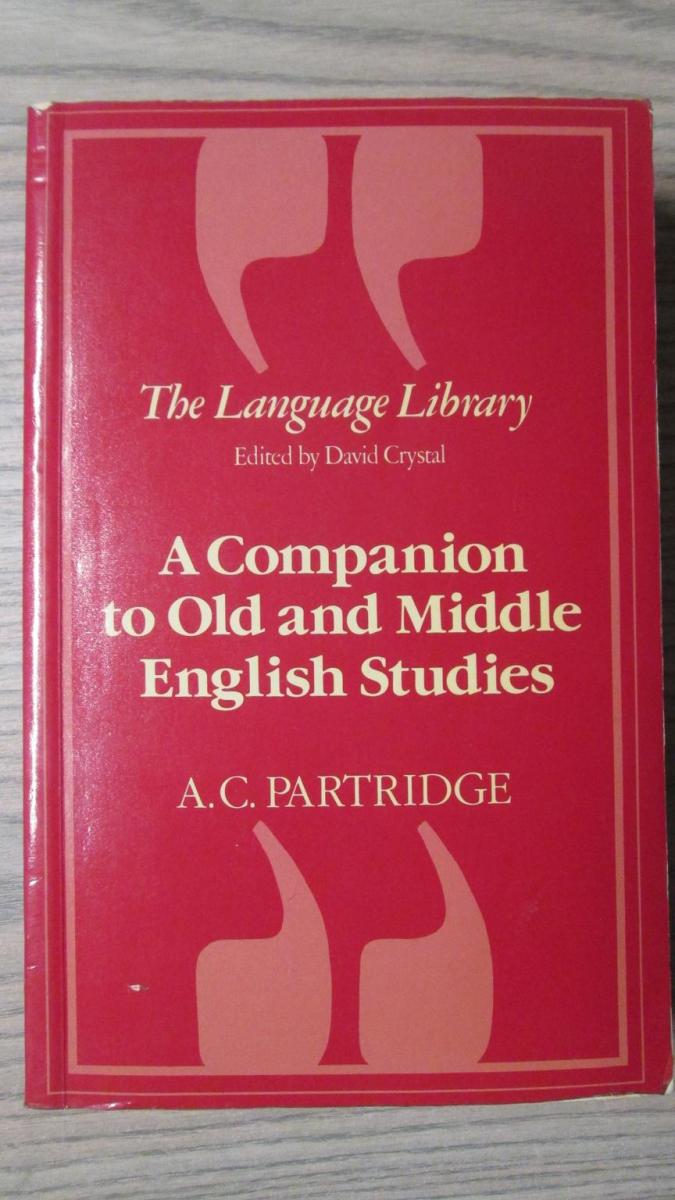 The Language Library
Edited by David Crystal
A Companion
to Old and Middle
English Studies
A.C. PARTRIDGE